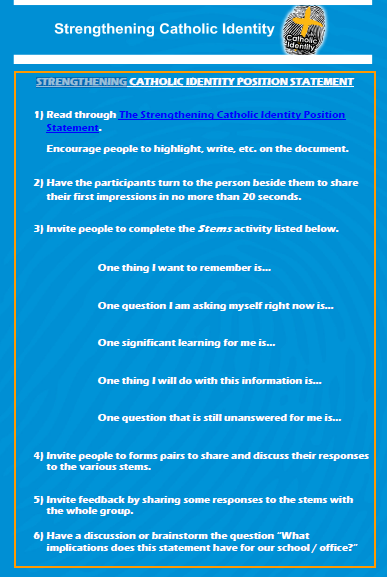 Strengthening Catholic Identity
Catholic
Identity
STRENGTHENING CATHOLIC IDENTITY POSITION STATEMENT
1) Read through The Strengthening Catholic Identity Position
Statement.
Encourage people to highlight, write, etc. on the document.
2) Have the participants turn to the person beside them to share
their first impressions in no more than 20 seconds.
3) Invite people to complete the Stems activity listed below.
One thing I want to remember is...
One question I am asking myself right now is...
One significant learning for me is...
One thing I will do with this information is...
One question that is still unanswered for me is...
4) Invite people to forms pairs to share and discuss their responses
to the various stems.
5) Invite feedback by sharing some responses to the stems with
the whole group.
6) Have a discussion or brainstorm the question "What
implications does this statement have for our school / office?"